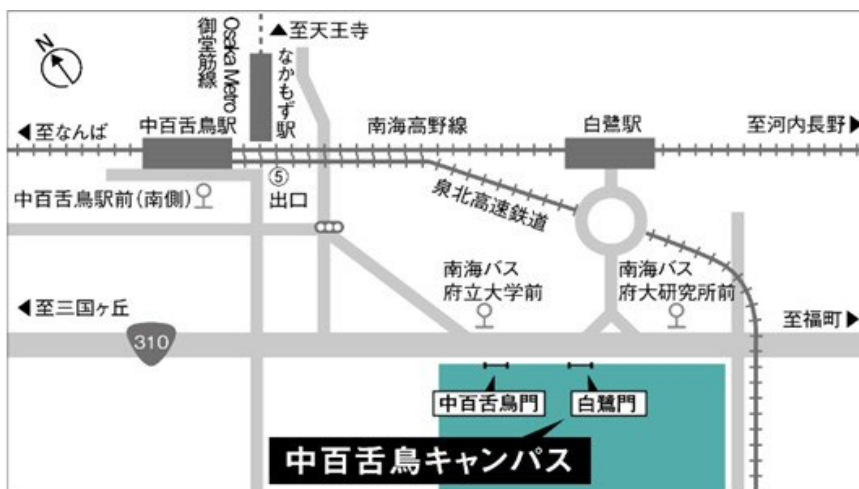 N
Osaka Metro
御堂筋線
▲至天王寺
なかもず駅
◀至なんば
中百舌鳥駅
南海高野線
白鷺駅
至河内長野▶
中百舌鳥駅前(南側)
⑤
出口
泉北高速鉄道
南海バス
府立大学前
南海バス
府大研究所前
◀至三国ヶ丘
310
至福町▶
中百舌鳥門
白鷺門
中百舌鳥キャンパス